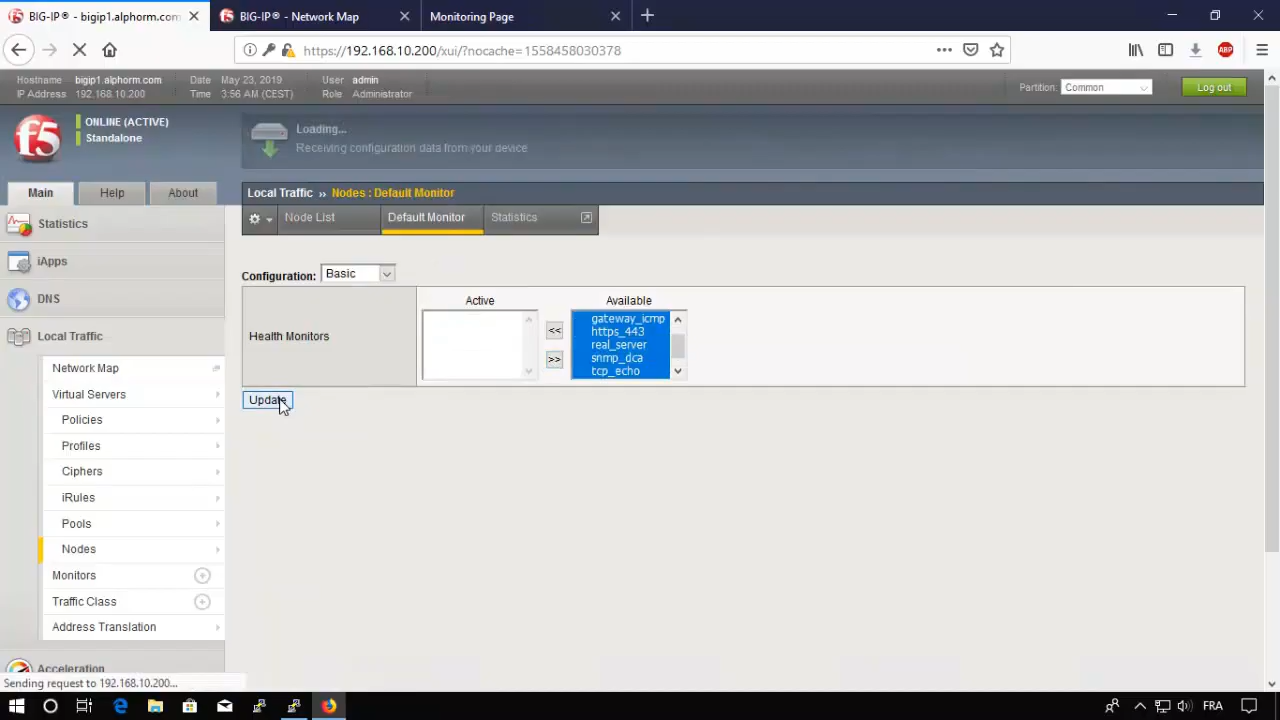 BIG-IP® - bigip1.alphorm.com
BIG-IP® - Network Map
Monitoring Page
https://192.168.10.200/xui/?nocache=1558458030378
ABP
Hostname bigip1.alphorm.com Date May 23, 2019 User admin
IP Address 192.168.10.200 Time 3:56 AM (CEST) Role Administrator
Partition: Common
Log out
f5
ONLINE (ACTIVE)
Standalone
Loading...
Receiving configuration data from your device
Main
Help
About
Local Traffic ›› Nodes : Default Monitor
Node List
Default Monitor
Statistics
Statistics
iApps
DNS
Local Traffic
Network Map
Virtual Servers
Policies
Profiles
Ciphers
iRules
Pools
Nodes
Monitors
Traffic Class
Address Translation
Acceleration
Configuration: Basic
Health Monitors
Active
Available
<<
>>
gateway_icmp
https_443
real_server
snmp_dca
tcp_echo
Update
Sending request to 192.168.10.200...
FRA